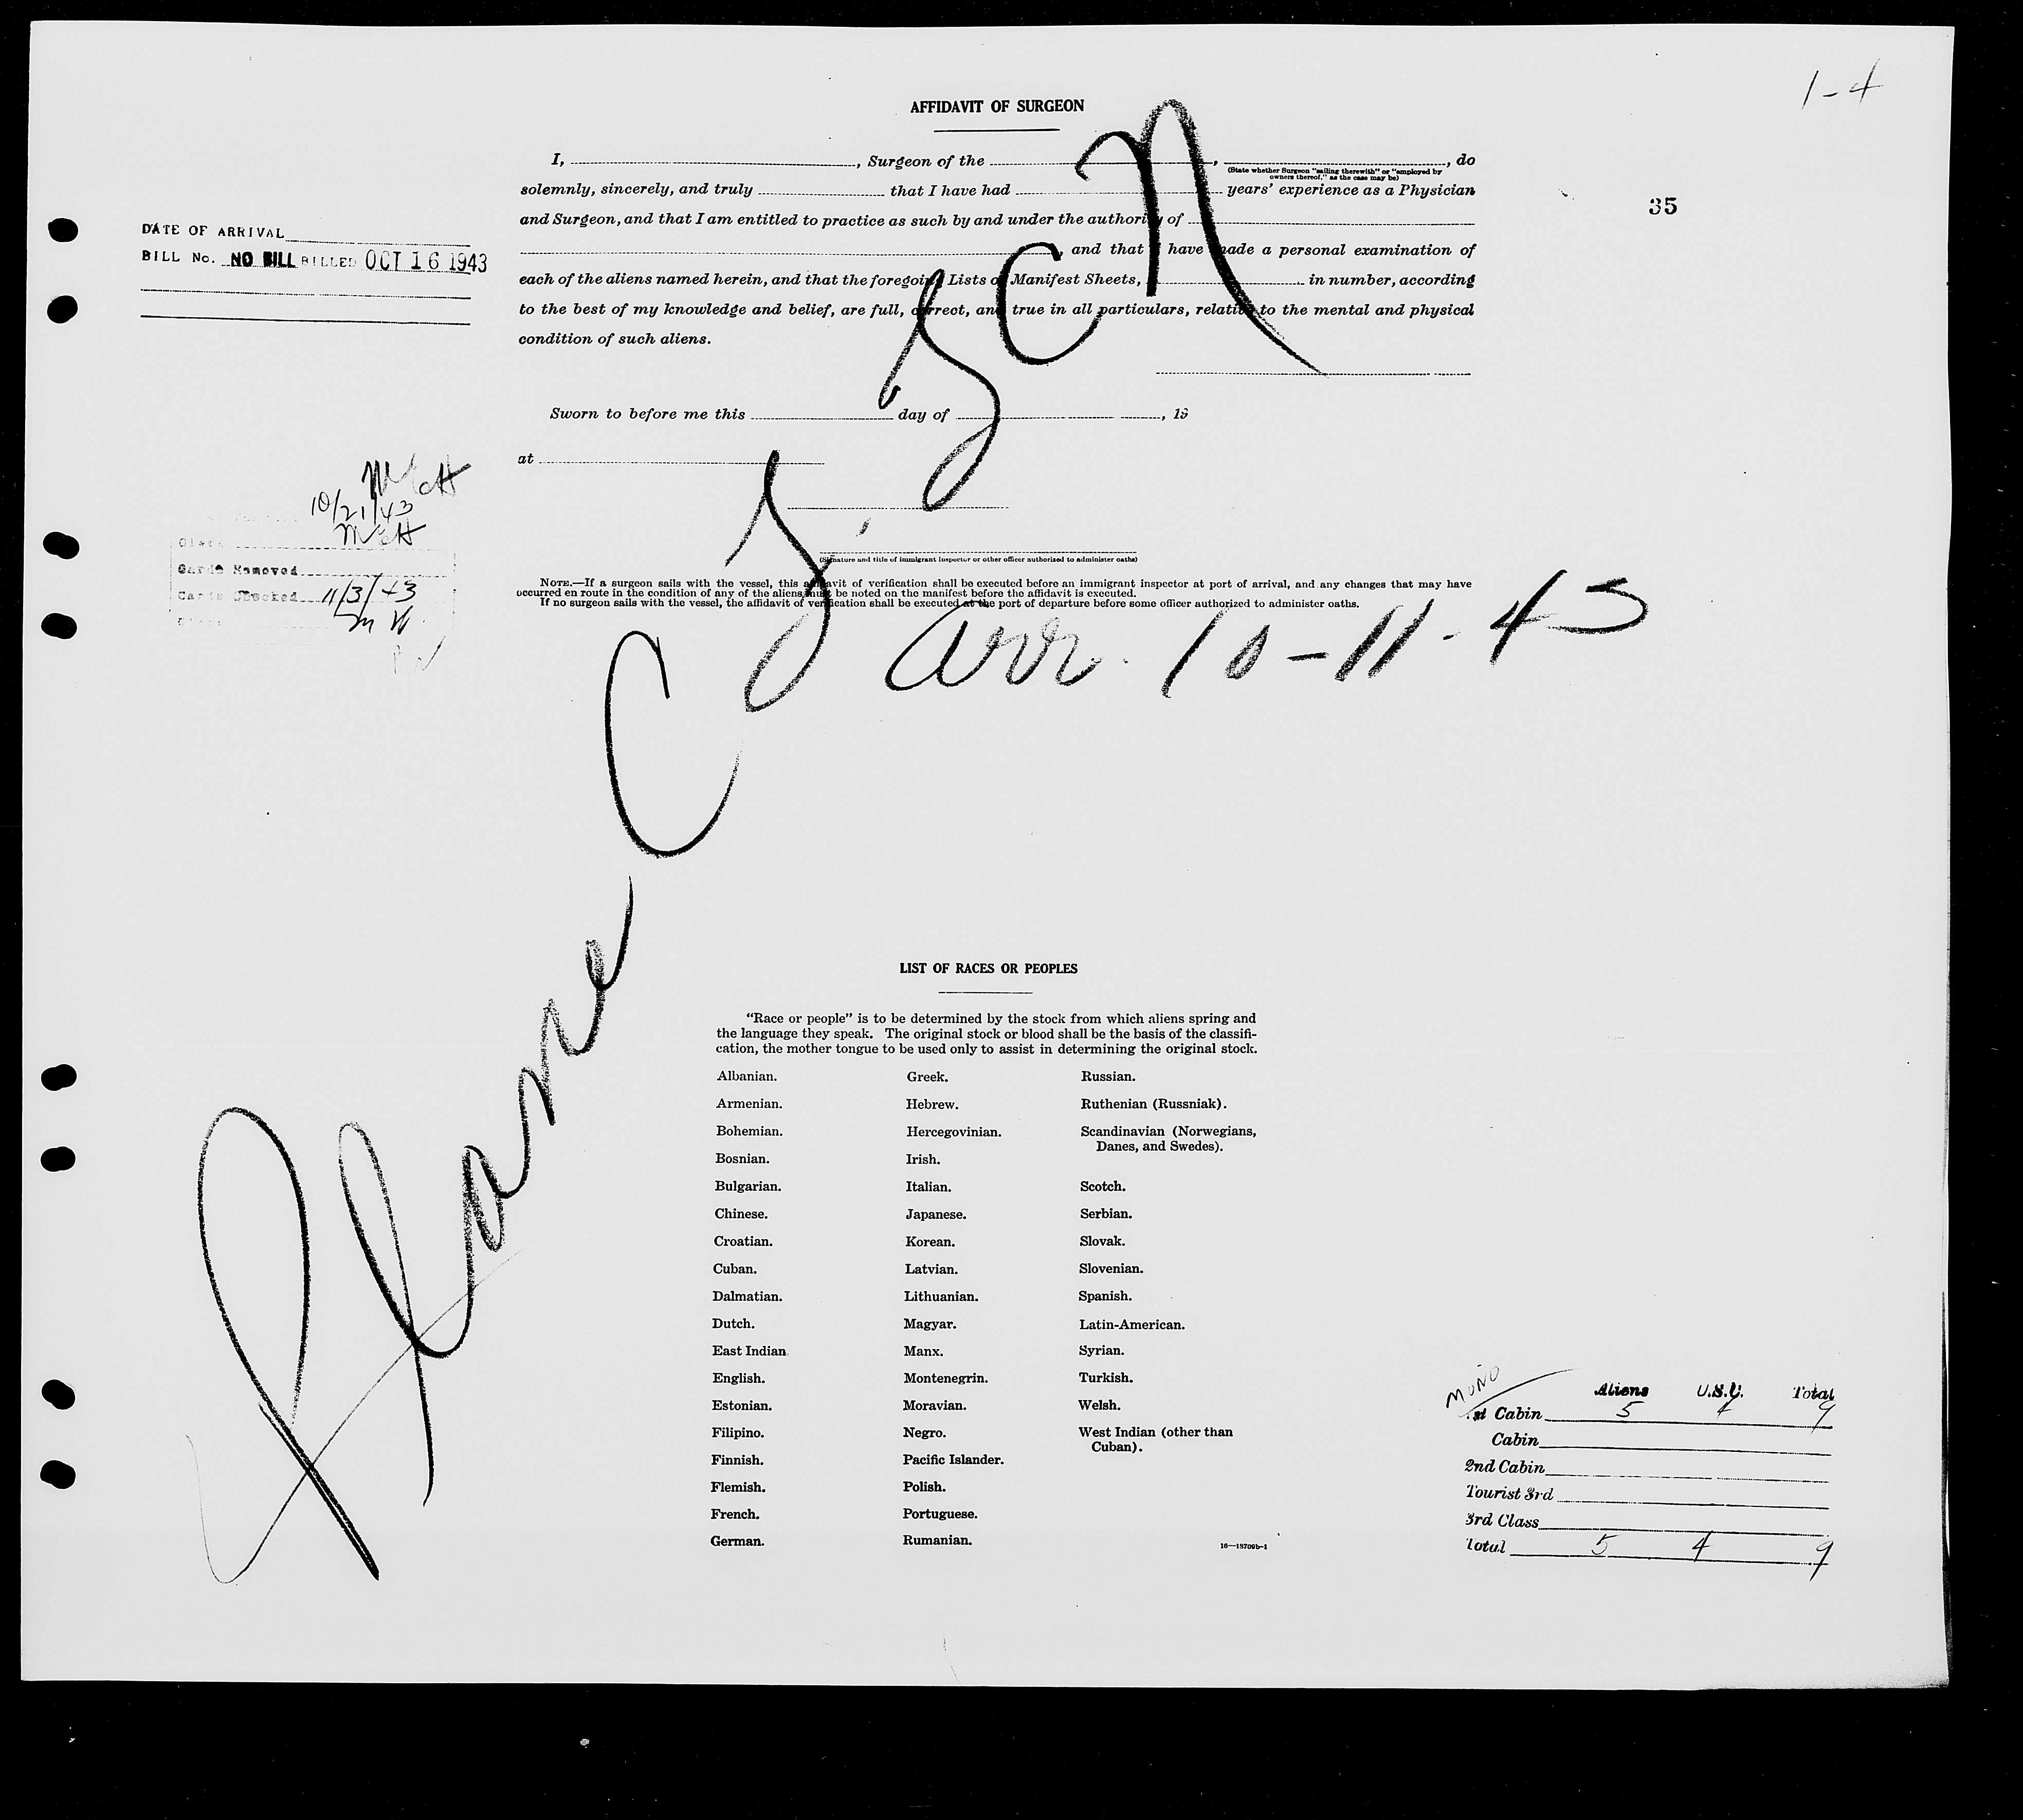 1-4
AFFIDAVIT OF SURGEON
I, , Surgeon of the , , do
(State whether Surgeon "sailing therewith" or "employed by
owners thereof," as the case may be)
solemnly, sincerely, and truly that I have had years' experience as a Physician
and Surgeon, and that I am entitled to practice as such by and under the authority of
, and that I have made a personal examination of
each of the aliens named herein, and that the foregoing Lists or Manifest Sheets, in number, according
to the best of my knowledge and belief, are full, correct, and true in all particulars, relative to the mental and physical
condition of such aliens.
35
DATE OF ARRIVAL
BILL No. NO BILL BILLED OCT 16 1943
Sworn to before me this day of , 19
at
(Signature and title of immigrant inspector or other officer authorized to administer oaths)
NOTE.—If a surgeon sails with the vessel, this affidavit of verification shall be executed before an immigrant inspector at port of arrival, and any changes that may have
occurred en route in the condition of any of the aliens must be noted on the manifest before the affidavit is executed.
If no surgeon sails with the vessel, the affidavit of verification shall be executed at the port of departure before some officer authorized to administer oaths.
10/21/43
Cards Removed
Cards Checked 11/3/43
Plane
arr. 10-11-43
LIST OF RACES OR PEOPLES
"Race or people" is to be determined by the stock from which aliens spring and
the language they speak. The original stock or blood shall be the basis of the classifi-
cation, the mother tongue to be used only to assist in determining the original stock.
Albanian. Greek. Russian.
Armenian. Hebrew. Ruthenian (Russniak).
Bohemian. Hercegovinian. Scandinavian (Norwegians,
Danes, and Swedes).
Bosnian. Irish.
Bulgarian. Italian. Scotch.
Chinese. Japanese. Serbian.
Croatian. Korean. Slovak.
Cuban. Latvian. Slovenian.
Dalmatian. Lithuanian. Spanish.
Dutch. Magyar. Latin-American.
East Indian Manx. Syrian.
English. Montenegrin. Turkish.
Estonian. Moravian. Welsh.
Filipino. Negro. West Indian (other than
Cuban).
Finnish. Pacific Islander.
Flemish. Polish.
French. Portuguese.
German. Rumanian.
16—18709b-1
Aliens U.S.C. Total
1st Cabin 5 4 9
Cabin
2nd Cabin
Tourist 3rd
3rd Class
Total 5 4 9